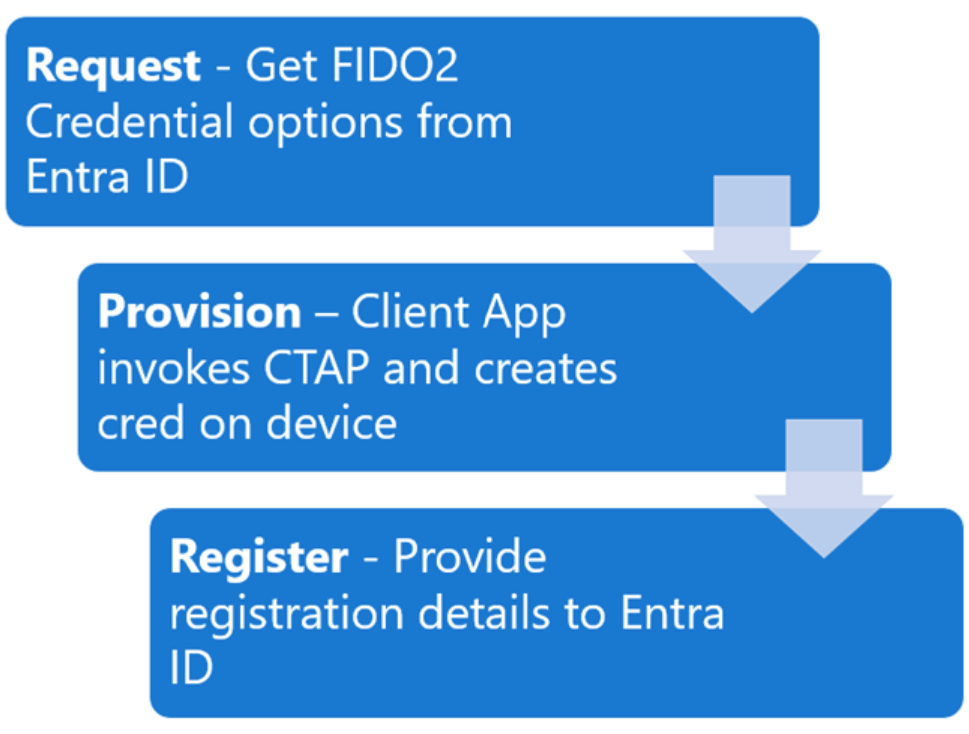 Request - Get FIDO2
Credential options from
Entra ID
Provision – Client App
invokes CTAP and creates
cred on device
Register - Provide
registration details to Entra
ID